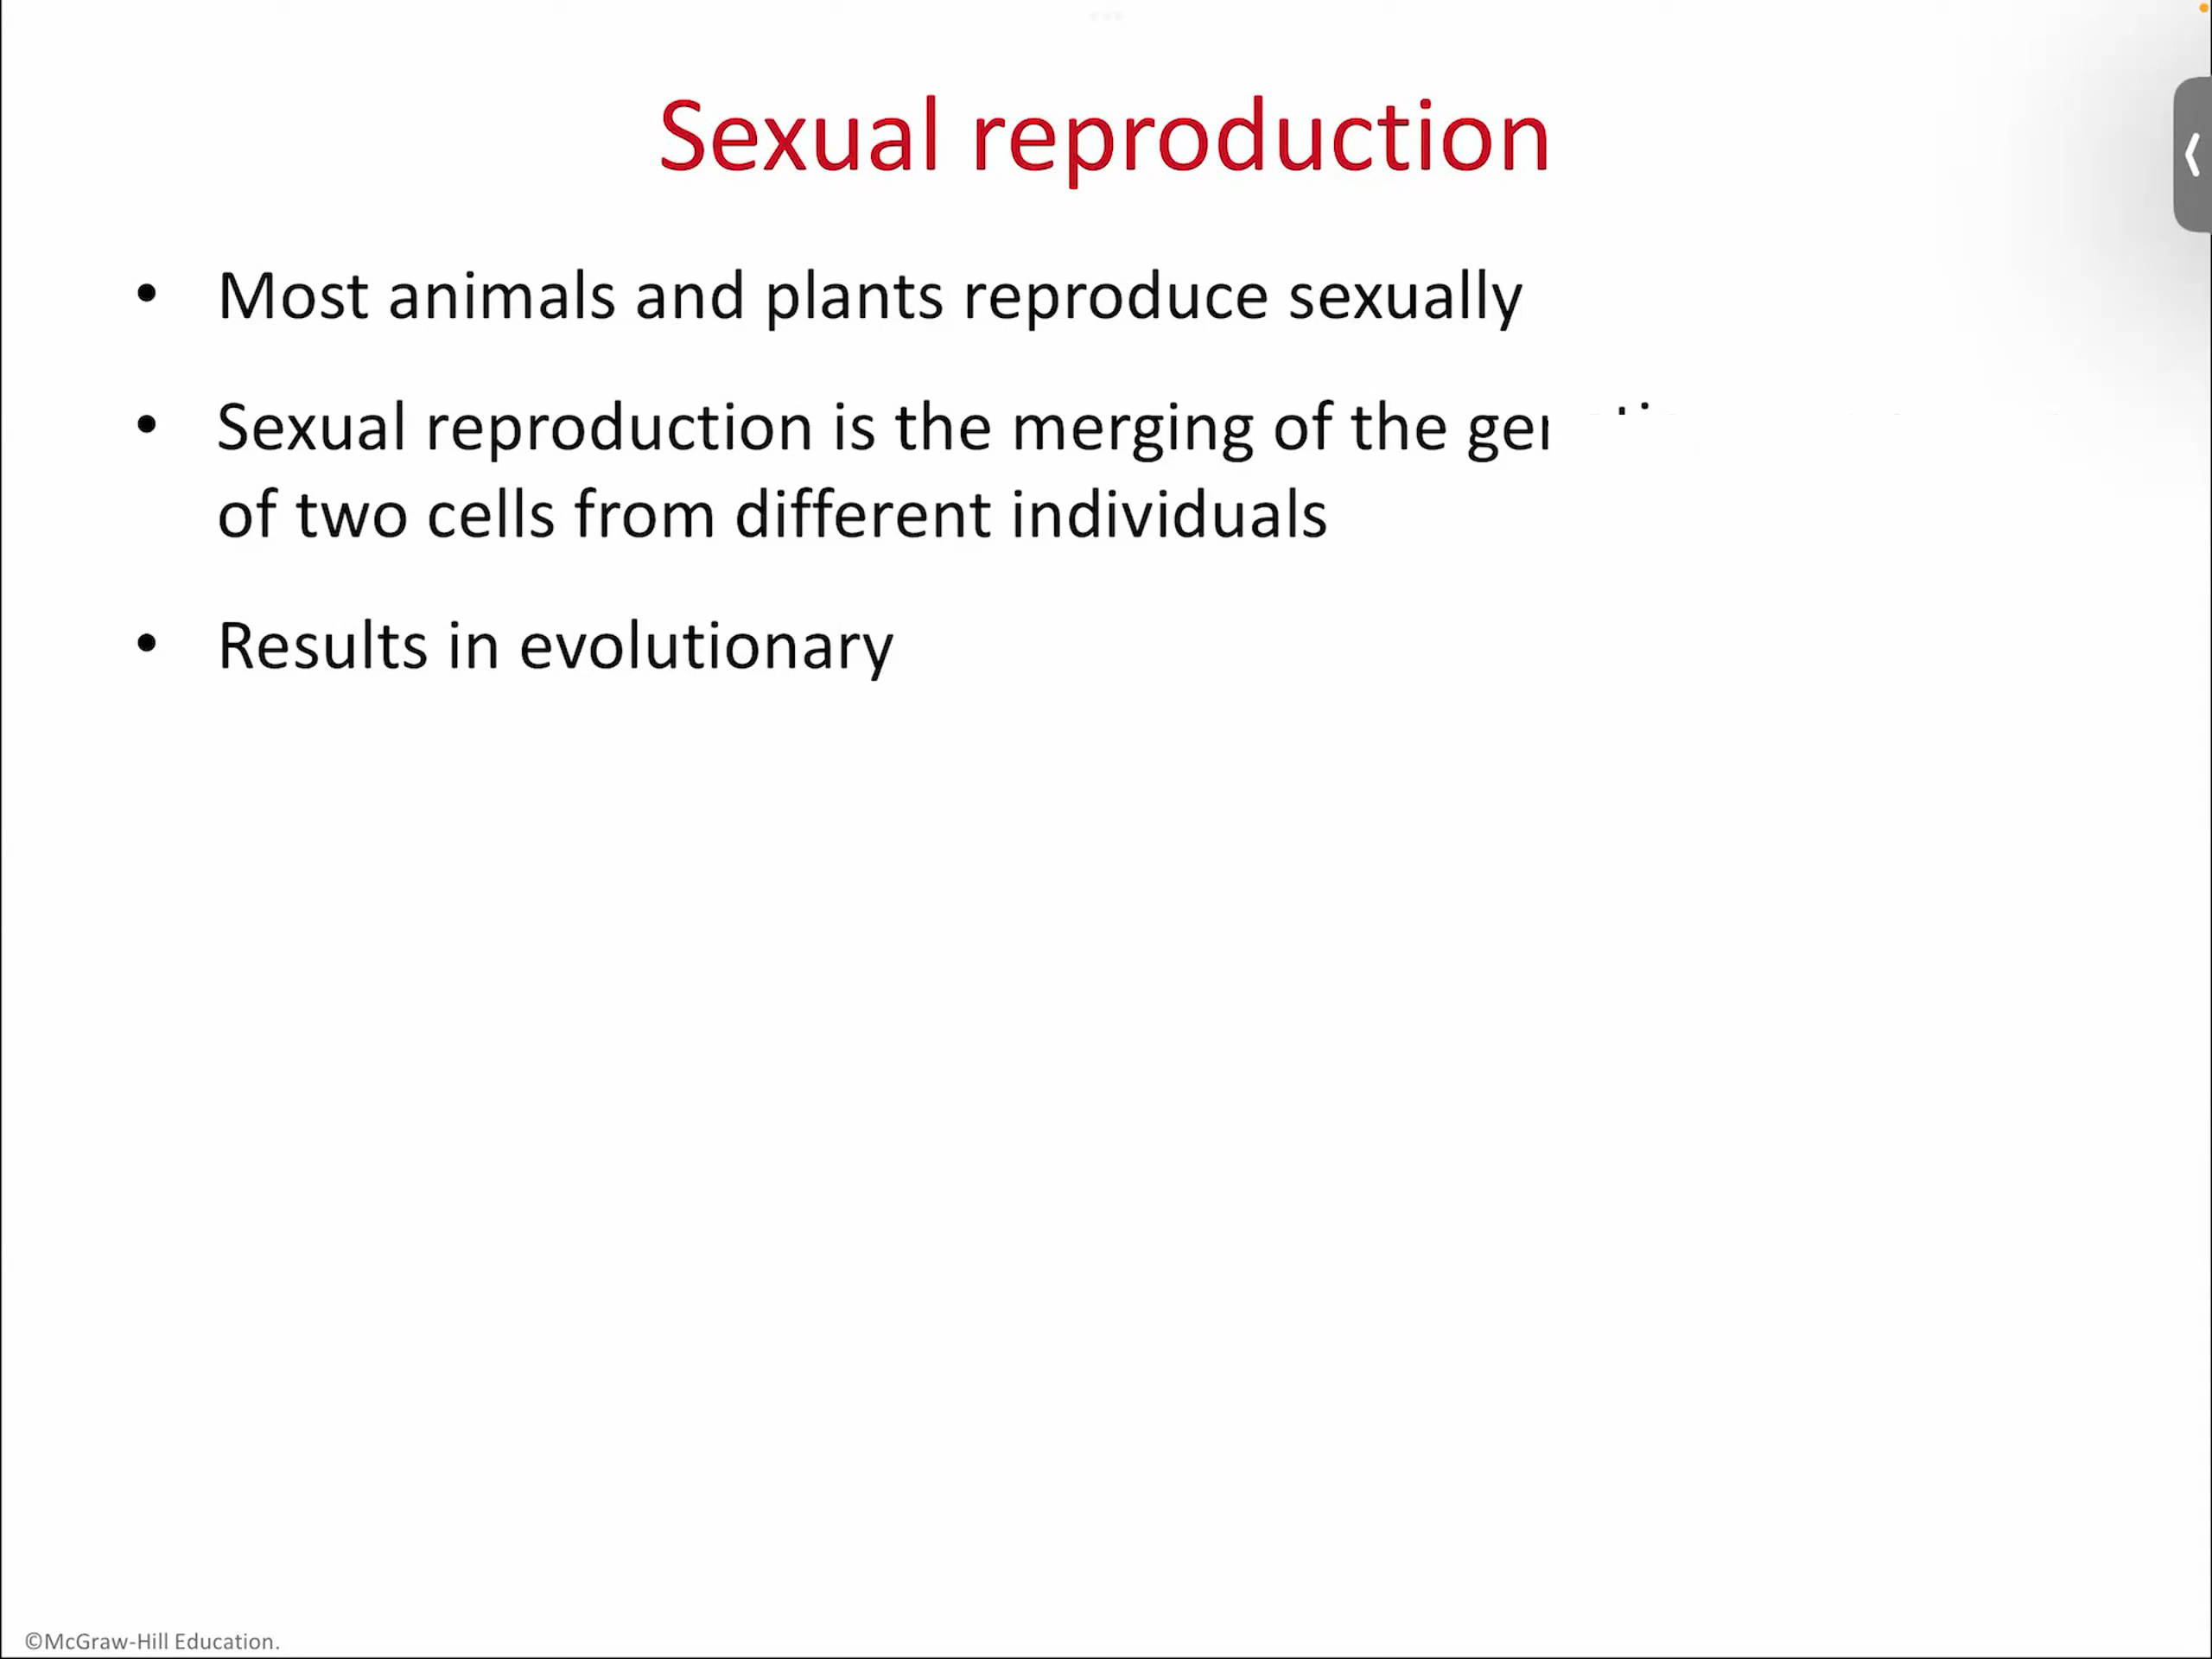 Sexual reproduction
• Most animals and plants reproduce sexually
• Sexual reproduction is the merging of the
of two cells from different individuals
• Results in evolutionary
©McGraw-Hill Education.